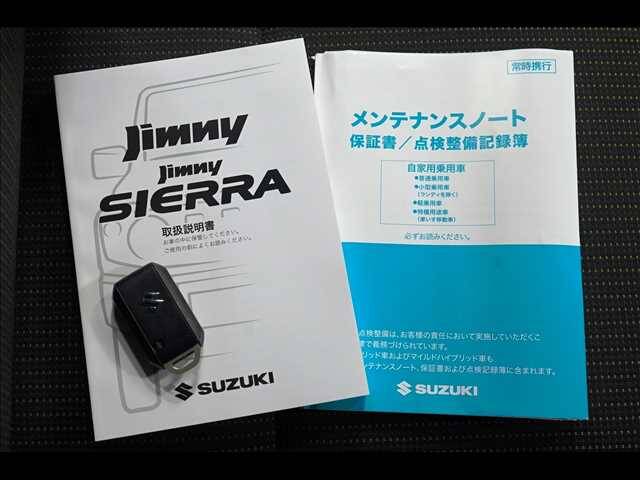 Jimny
Jimny
SIERRA
取扱説明書
お車の中に保管してください。
ご使用の前によくお読みください。
SUZUKI
常時携行
メンテナンスノート
保証書/点検整備記録簿
自家用乗用車
●普通乗用車
●小型乗用車
(ランディを除く)
●軽乗用車
●特種用途車
(車いす移動車)
必ずお読みください。
点検整備は、お客様の責任において実施していただくこ
で義務づけられています。
リッド車およびマイルドハイブリッド車も
メンテナンスノート、保証書および点検記録簿に含まれます。
SUZUKI